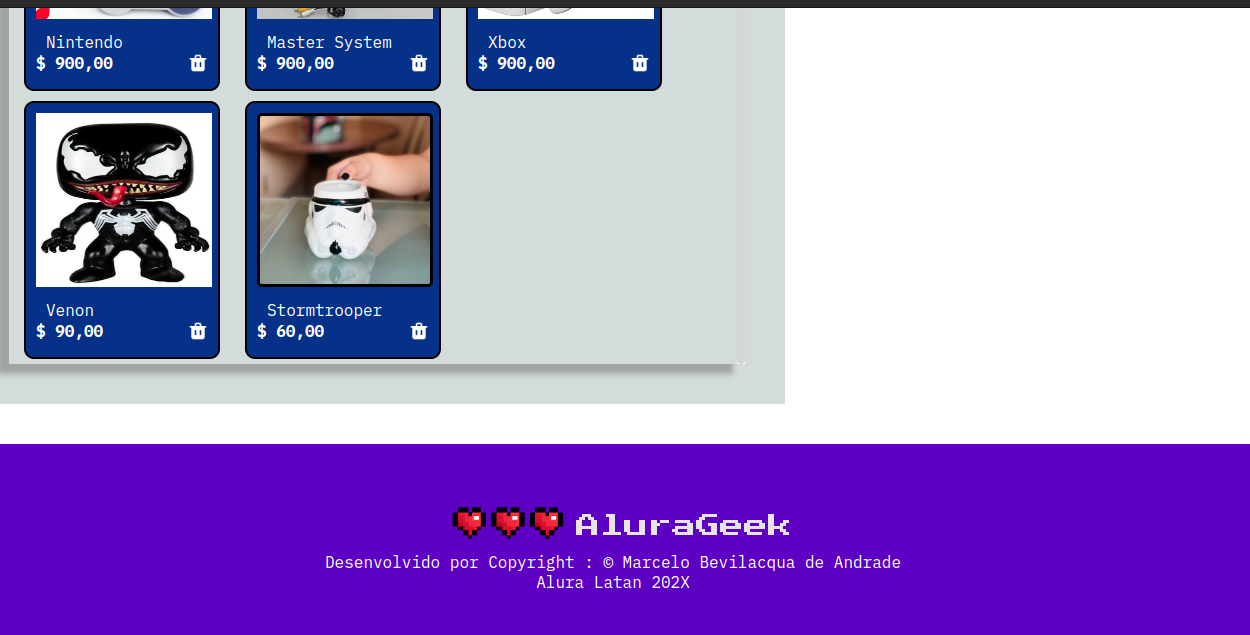 Nintendo
$ 900,00
Master System
$ 900,00
Xbox
$ 900,00
Venon
$ 90,00
Stormtrooper
$ 60,00
AluraGeek
Desenvolvido por Copyright : © Marcelo Bevilacqua de Andrade
Alura Latan 202X